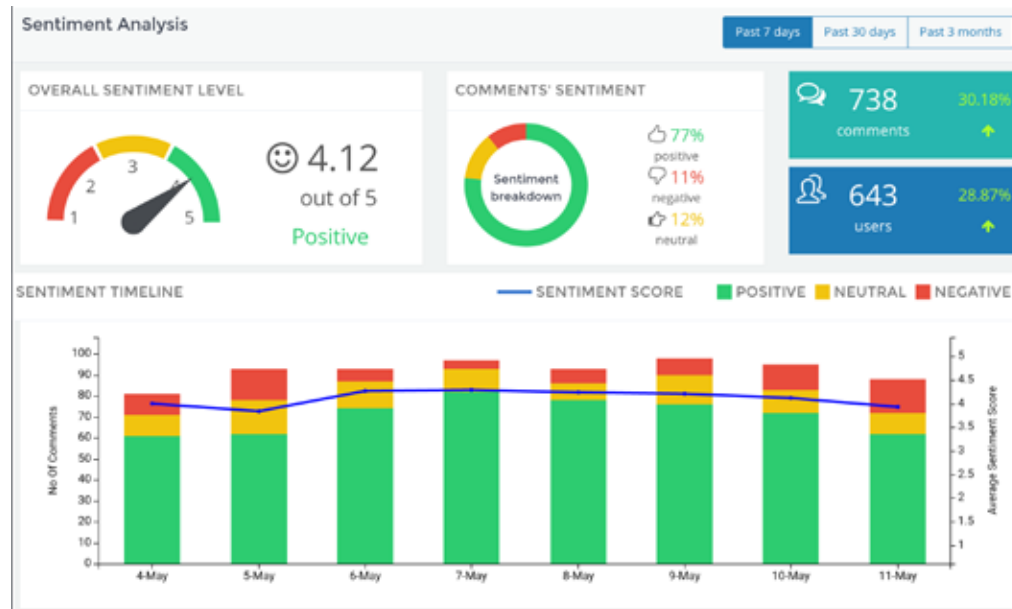 Sentiment Analysis
Past 7 days Past 30 days Past 3 months
OVERALL SENTIMENT LEVEL
1 2 3 4 5
4.12
out of 5
Positive
COMMENTS' SENTIMENT
Sentiment
breakdown
77%
positive
11%
negative
12%
neutral
738 30.18%
comments
643 28.87%
users
SENTIMENT TIMELINE
SENTIMENT SCORE POSITIVE NEUTRAL NEGATIVE
No Of Comments
100
90
80
70
60
50
40
30
20
10
0
4-May 5-May 6-May 7-May 8-May 9-May 10-May 11-May
5
4.5
4
3.5
3
2.5
2
1.5
1
Average Sentiment Score